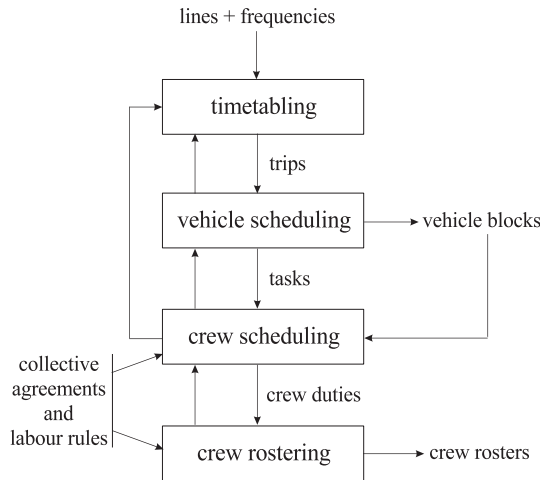 lines + frequencies
timetabling
trips
vehicle scheduling
vehicle blocks
tasks
crew scheduling
collective
agreements
and
labour rules
crew duties
crew rostering
crew rosters